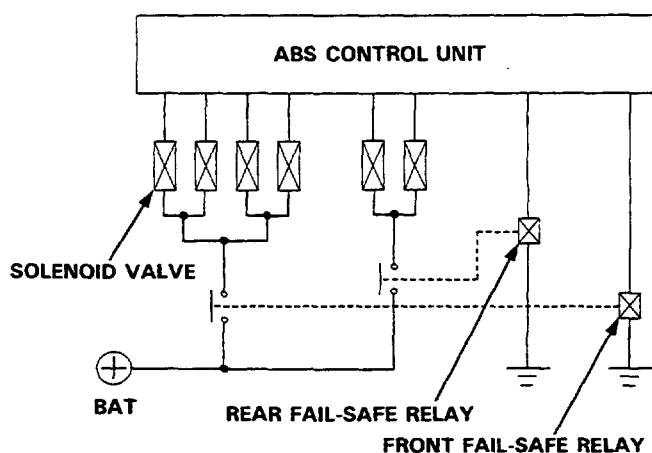 ABS CONTROL UNIT
SOLENOID VALVE
BAT
REAR FAIL-SAFE RELAY
FRONT FAIL-SAFE RELAY